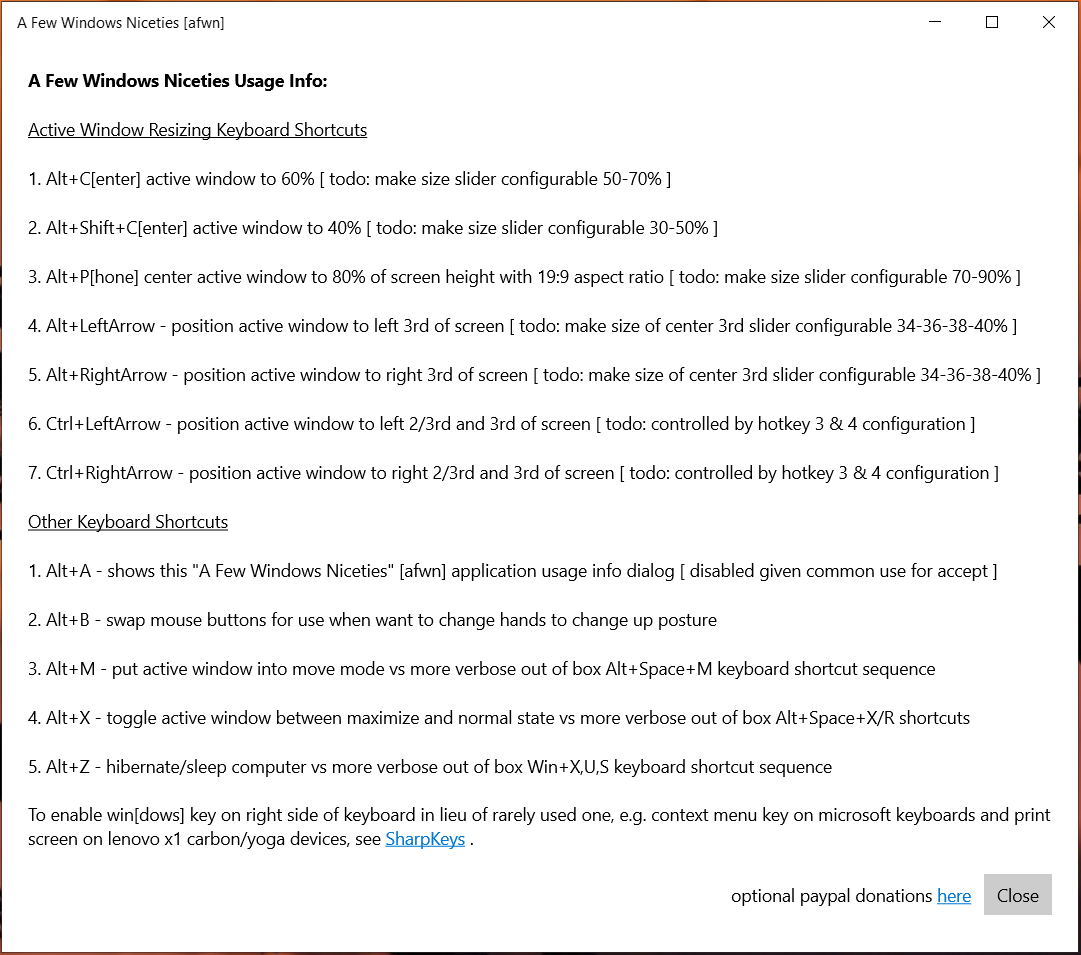 A Few Windows Niceties [afwn]
A Few Windows Niceties Usage Info:
Active Window Resizing Keyboard Shortcuts
1. Alt+C[enter] active window to 60% [ todo: make size slider configurable 50-70% ]
2. Alt+Shift+C[enter] active window to 40% [ todo: make size slider configurable 30-50% ]
3. Alt+P[hone] center active window to 80% of screen height with 19:9 aspect ratio [ todo: make size slider configurable 70-90% ]
4. Alt+LeftArrow - position active window to left 3rd of screen [ todo: make size of center 3rd slider configurable 34-36-38-40% ]
5. Alt+RightArrow - position active window to right 3rd of screen [ todo: make size of center 3rd slider configurable 34-36-38-40% ]
6. Ctrl+LeftArrow - position active window to left 2/3rd and 3rd of screen [ todo: controlled by hotkey 3 & 4 configuration ]
7. Ctrl+RightArrow - position active window to right 2/3rd and 3rd of screen [ todo: controlled by hotkey 3 & 4 configuration ]
Other Keyboard Shortcuts
1. Alt+A - shows this "A Few Windows Niceties" [afwn] application usage info dialog [ disabled given common use for accept ]
2. Alt+B - swap mouse buttons for use when want to change hands to change up posture
3. Alt+M - put active window into move mode vs more verbose out of box Alt+Space+M keyboard shortcut sequence
4. Alt+X - toggle active window between maximize and normal state vs more verbose out of box Alt+Space+X/R shortcuts
5. Alt+Z - hibernate/sleep computer vs more verbose out of box Win+X,U,S keyboard shortcut sequence
To enable win[dows] key on right side of keyboard in lieu of rarely used one, e.g. context menu key on microsoft keyboards and print
screen on lenovo x1 carbon/yoga devices, see SharpKeys .
optional paypal donations here Close